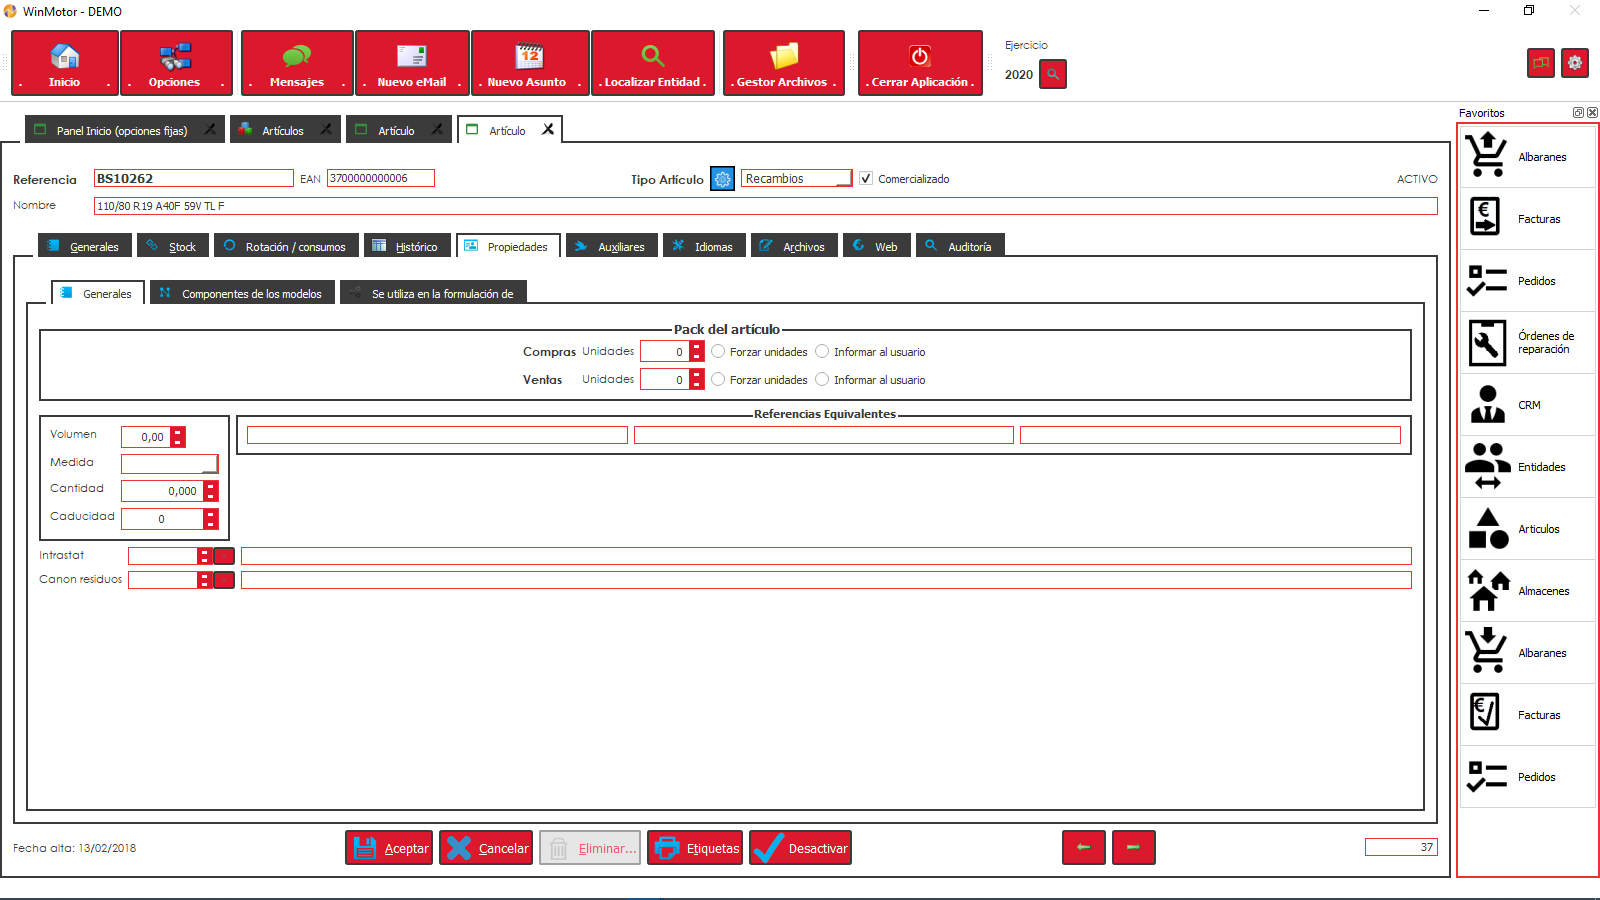 WinMotor - DEMO
. Inicio .
. Opciones .
. Mensajes .
. Nuevo eMail .
. Nuevo Asunto .
. Localizar Entidad .
. Gestor Archivos .
. Cerrar Aplicación .
Ejercicio
2020
Panel Inicio (opciones fijas)
Artículos
Artículo
Artículo
Favoritos
Referencia
BS10262
EAN
3700000000006
Tipo Artículo
Recambios
Comercializado
ACTIVO
Nombre
110/80 R19 A40F 59V TL F
Generales
Stock
Rotación / consumos
Histórico
Propiedades
Auxiliares
Idiomas
Archivos
Web
Auditoría
Generales
Componentes de los modelos
Se utiliza en la formulación de
Pack del artículo
Compras Unidades 0 Forzar unidades Informar al usuario
Ventas Unidades 0 Forzar unidades Informar al usuario
Referencias Equivalentes
Volumen 0,00
Medida
Cantidad 0,000
Caducidad 0
Intrastat
Canon residuos
Fecha alta: 13/02/2018
Aceptar
Cancelar
Eliminar...
Etiquetas
Desactivar
37
Albaranes
Facturas
Pedidos
Órdenes de
reparación
CRM
Entidades
Articulos
Almacenes
Albaranes
Facturas
Pedidos